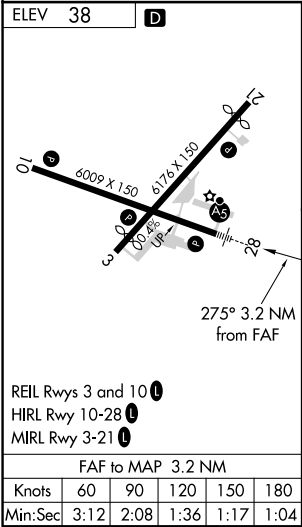 ELEV 38 D
21
P
P
10
6009 X 150
6176 X 150
A5
P
0.4%
UP
P
28
3
275° 3.2 NM
from FAF
REIL Rwys 3 and 10 L
HIRL Rwy 10-28 L
MIRL Rwy 3-21 L
FAF to MAP 3.2 NM
Knots 60 90 120 150 180
Min:Sec 3:12 2:08 1:36 1:17 1:04